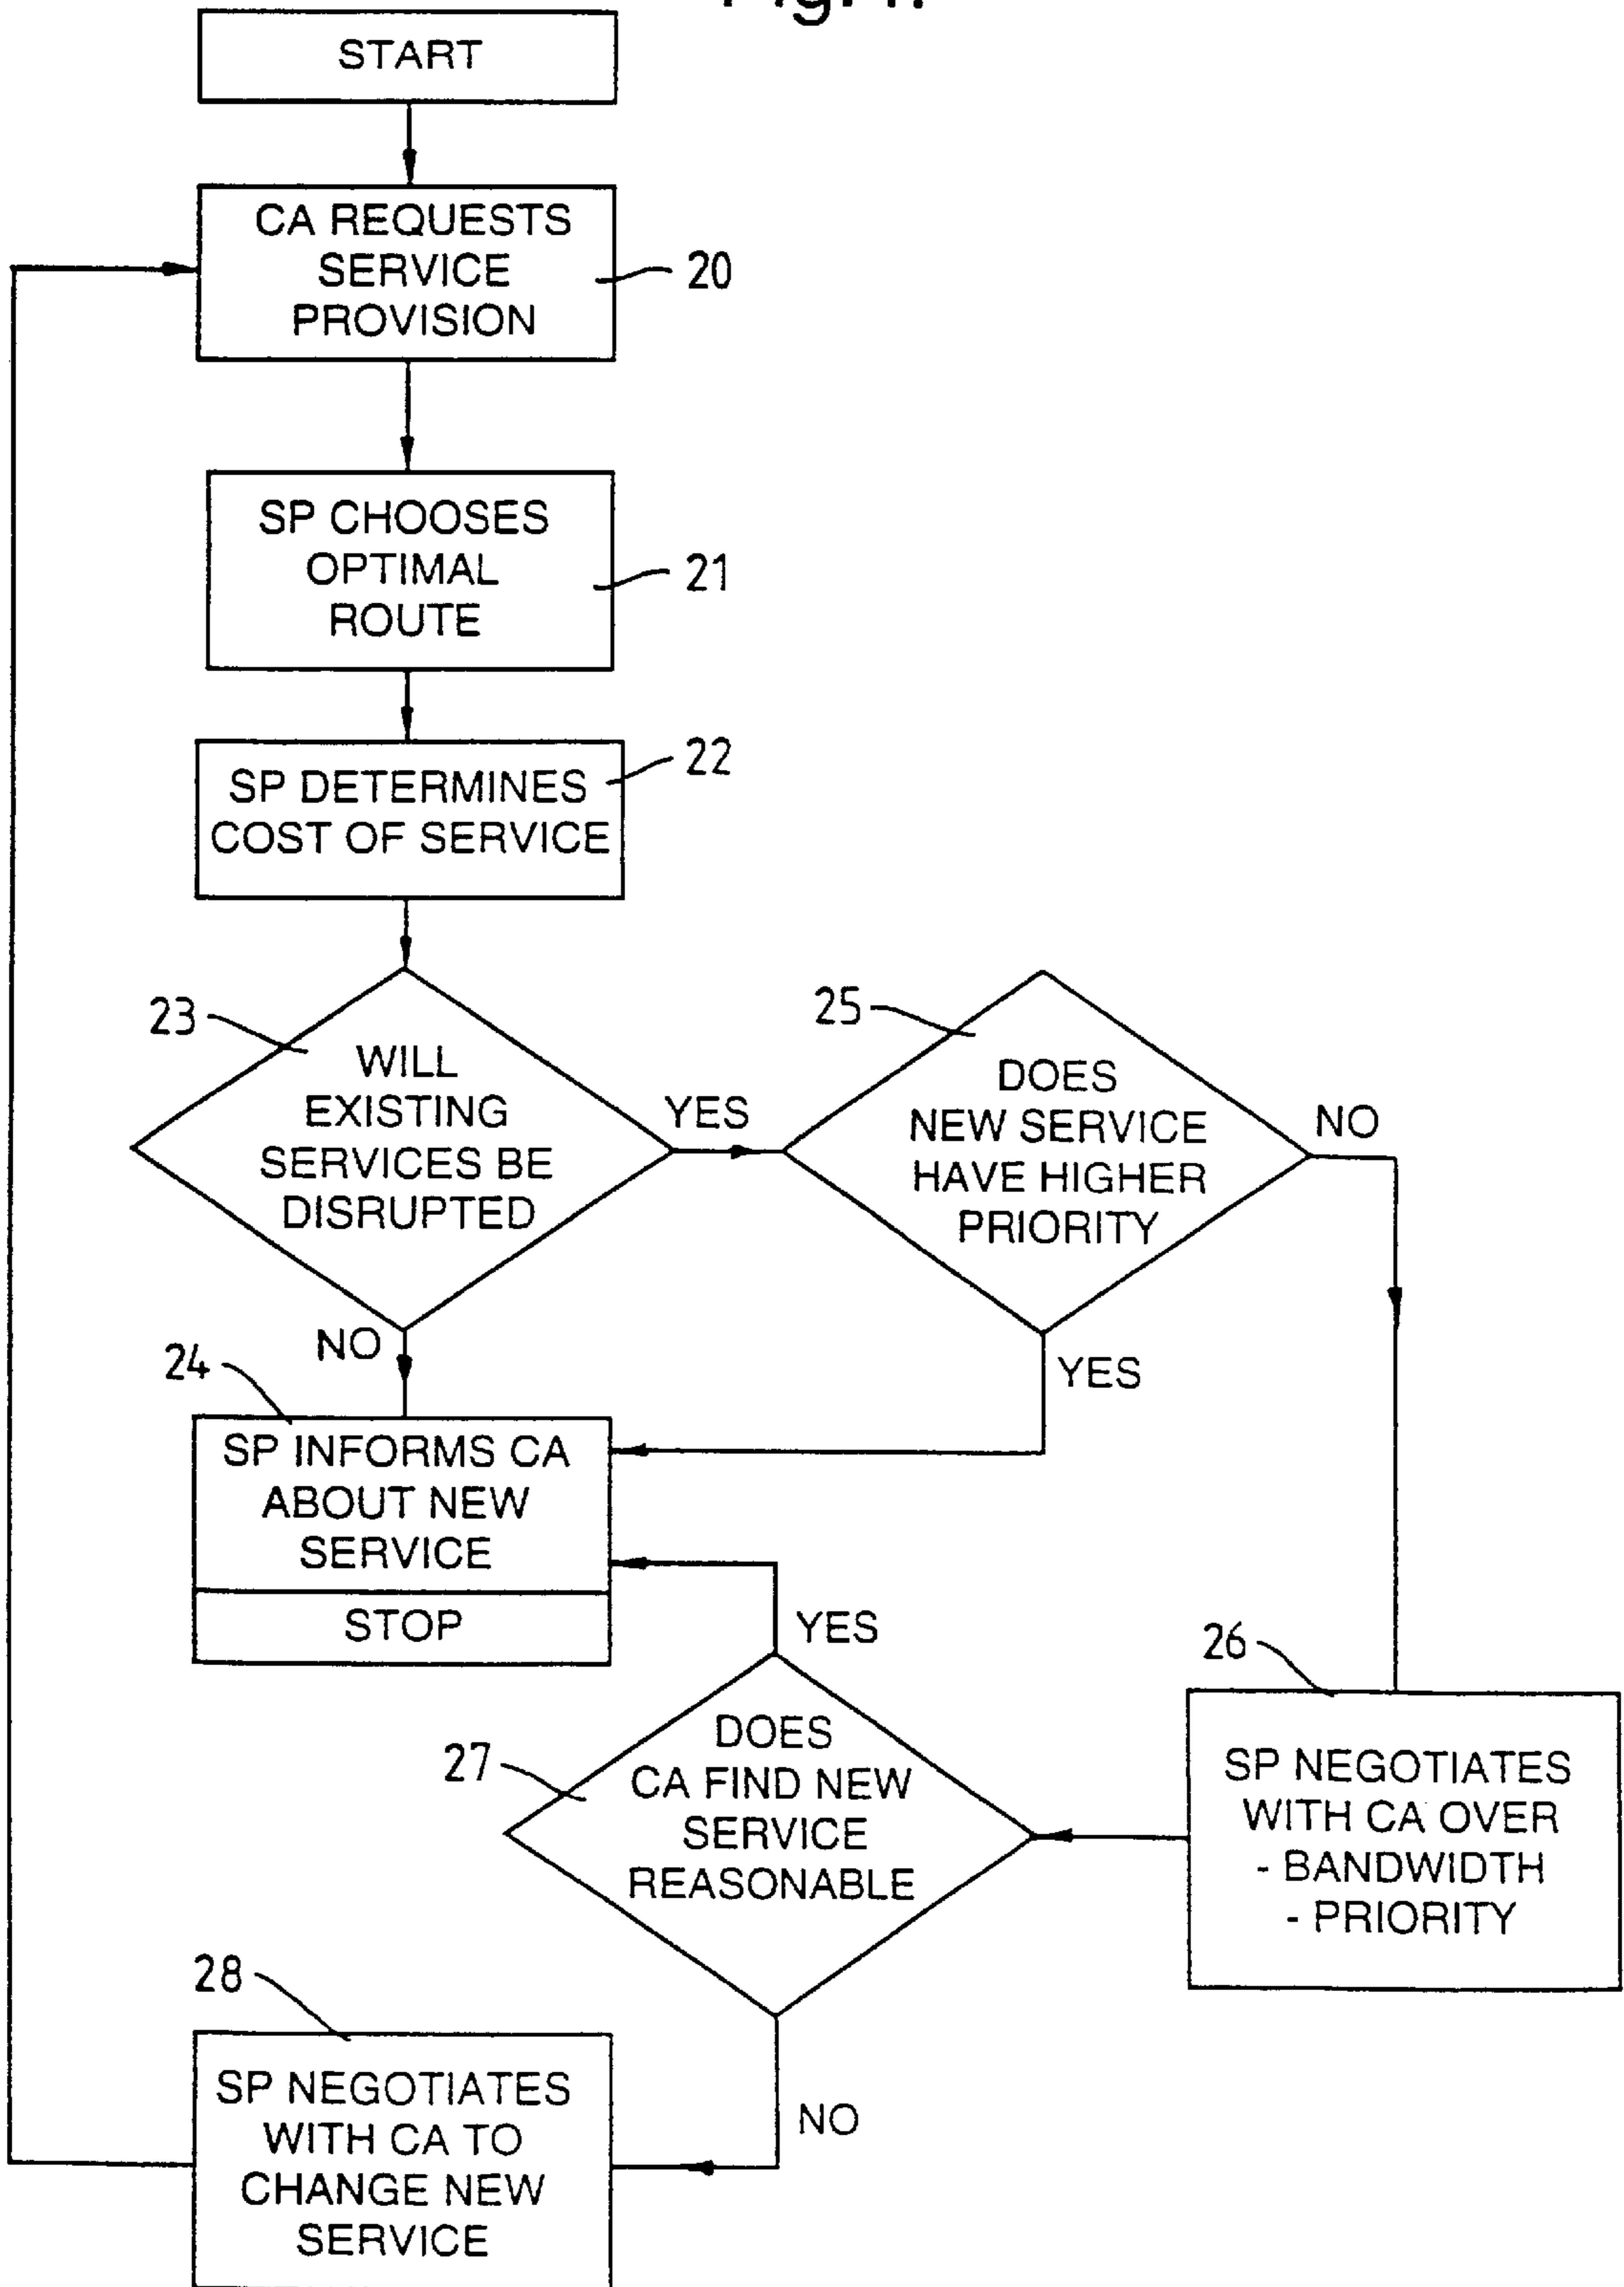 START
CA REQUESTS
SERVICE
PROVISION
20
SP CHOOSES
OPTIMAL
ROUTE
21
22
SP DETERMINES
COST OF SERVICE
23
WILL
EXISTING
SERVICES BE
DISRUPTED
YES
25
DOES
NEW SERVICE
HAVE HIGHER
PRIORITY
NO
NO
YES
24
SP INFORMS CA
ABOUT NEW
SERVICE
STOP
YES
26
SP NEGOTIATES
WITH CA OVER
- BANDWIDTH
- PRIORITY
27
DOES
CA FIND NEW
SERVICE
REASONABLE
NO
28
SP NEGOTIATES
WITH CA TO
CHANGE NEW
SERVICE